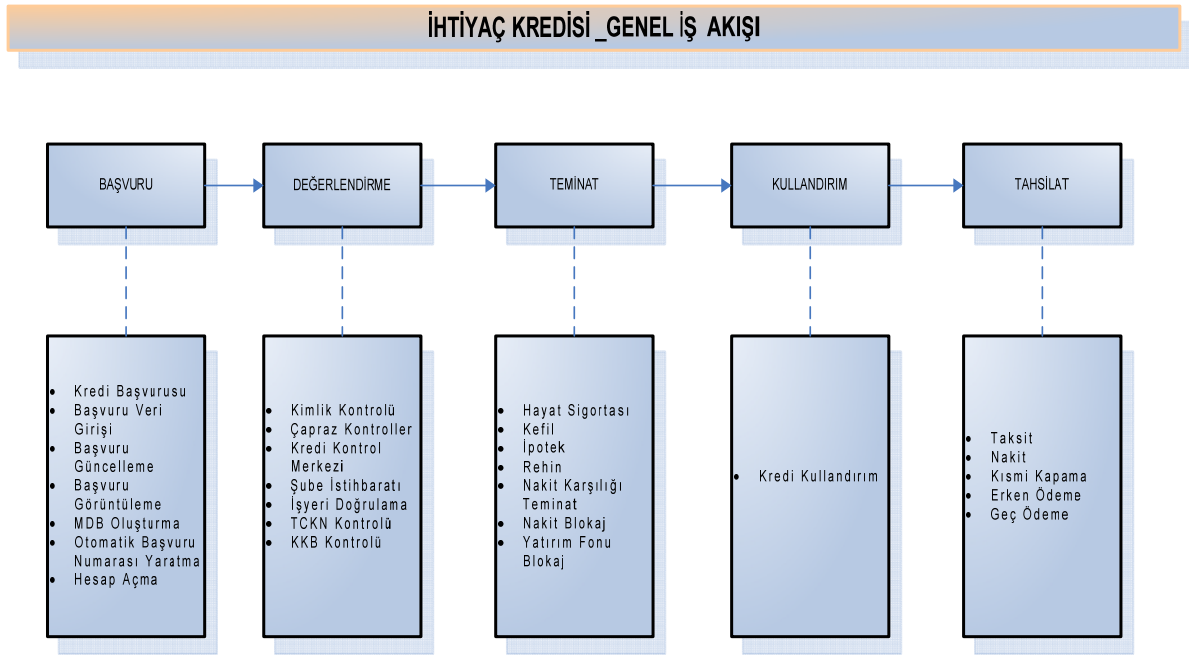 İHTİYAÇ KREDİSİ _GENEL İŞ AKIŞI
BAŞVURU
DEĞERLENDİRME
TEMİNAT
KULLANDIRIM
TAHSİLAT
• Kredi Başvurusu
• Başvuru Veri
Girişi
• Başvuru
Güncelleme
• Başvuru
Görüntüleme
• MDB Oluşturma
• Otomatik Başvuru
Numarası Yaratma
• Hesap Açma
• Kimlik Kontrolü
• Çapraz Kontroller
• Kredi Kontrol
Merkezi
• Şube İstihbaratı
• İşyeri Doğrulama
• TCKN Kontrolü
• KKB Kontrolü
• Hayat Sigortası
• Kefil
• İpotek
• Rehin
• Nakit Karşılığı
Teminat
• Nakit Blokaj
• Yatırım Fonu
Blokaj
• Kredi Kullandırım
• Taksit
• Nakit
• Kısmi Kapama
• Erken Ödeme
• Geç Ödeme